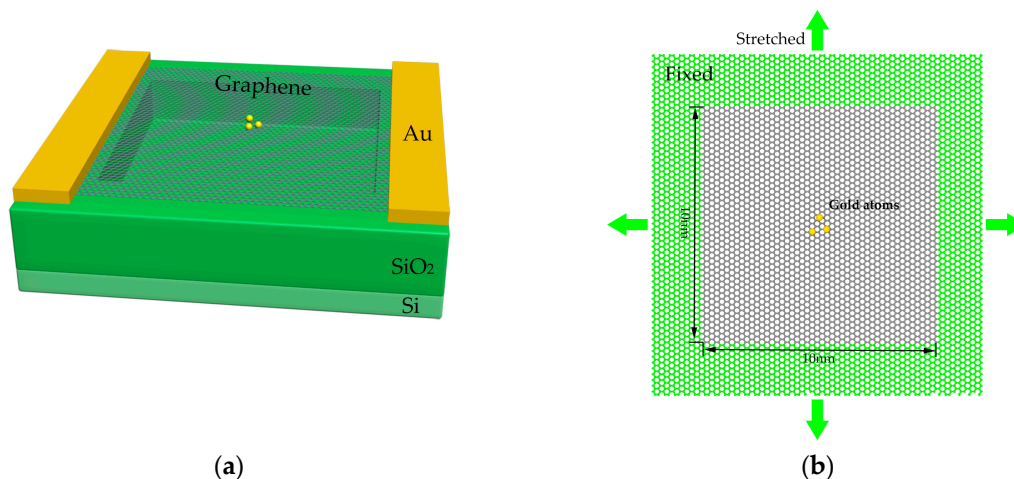 Graphene
Au
SiO₂
Si
(a)
Stretched
Fixed
Gold atoms
10nm
10nm
(b)